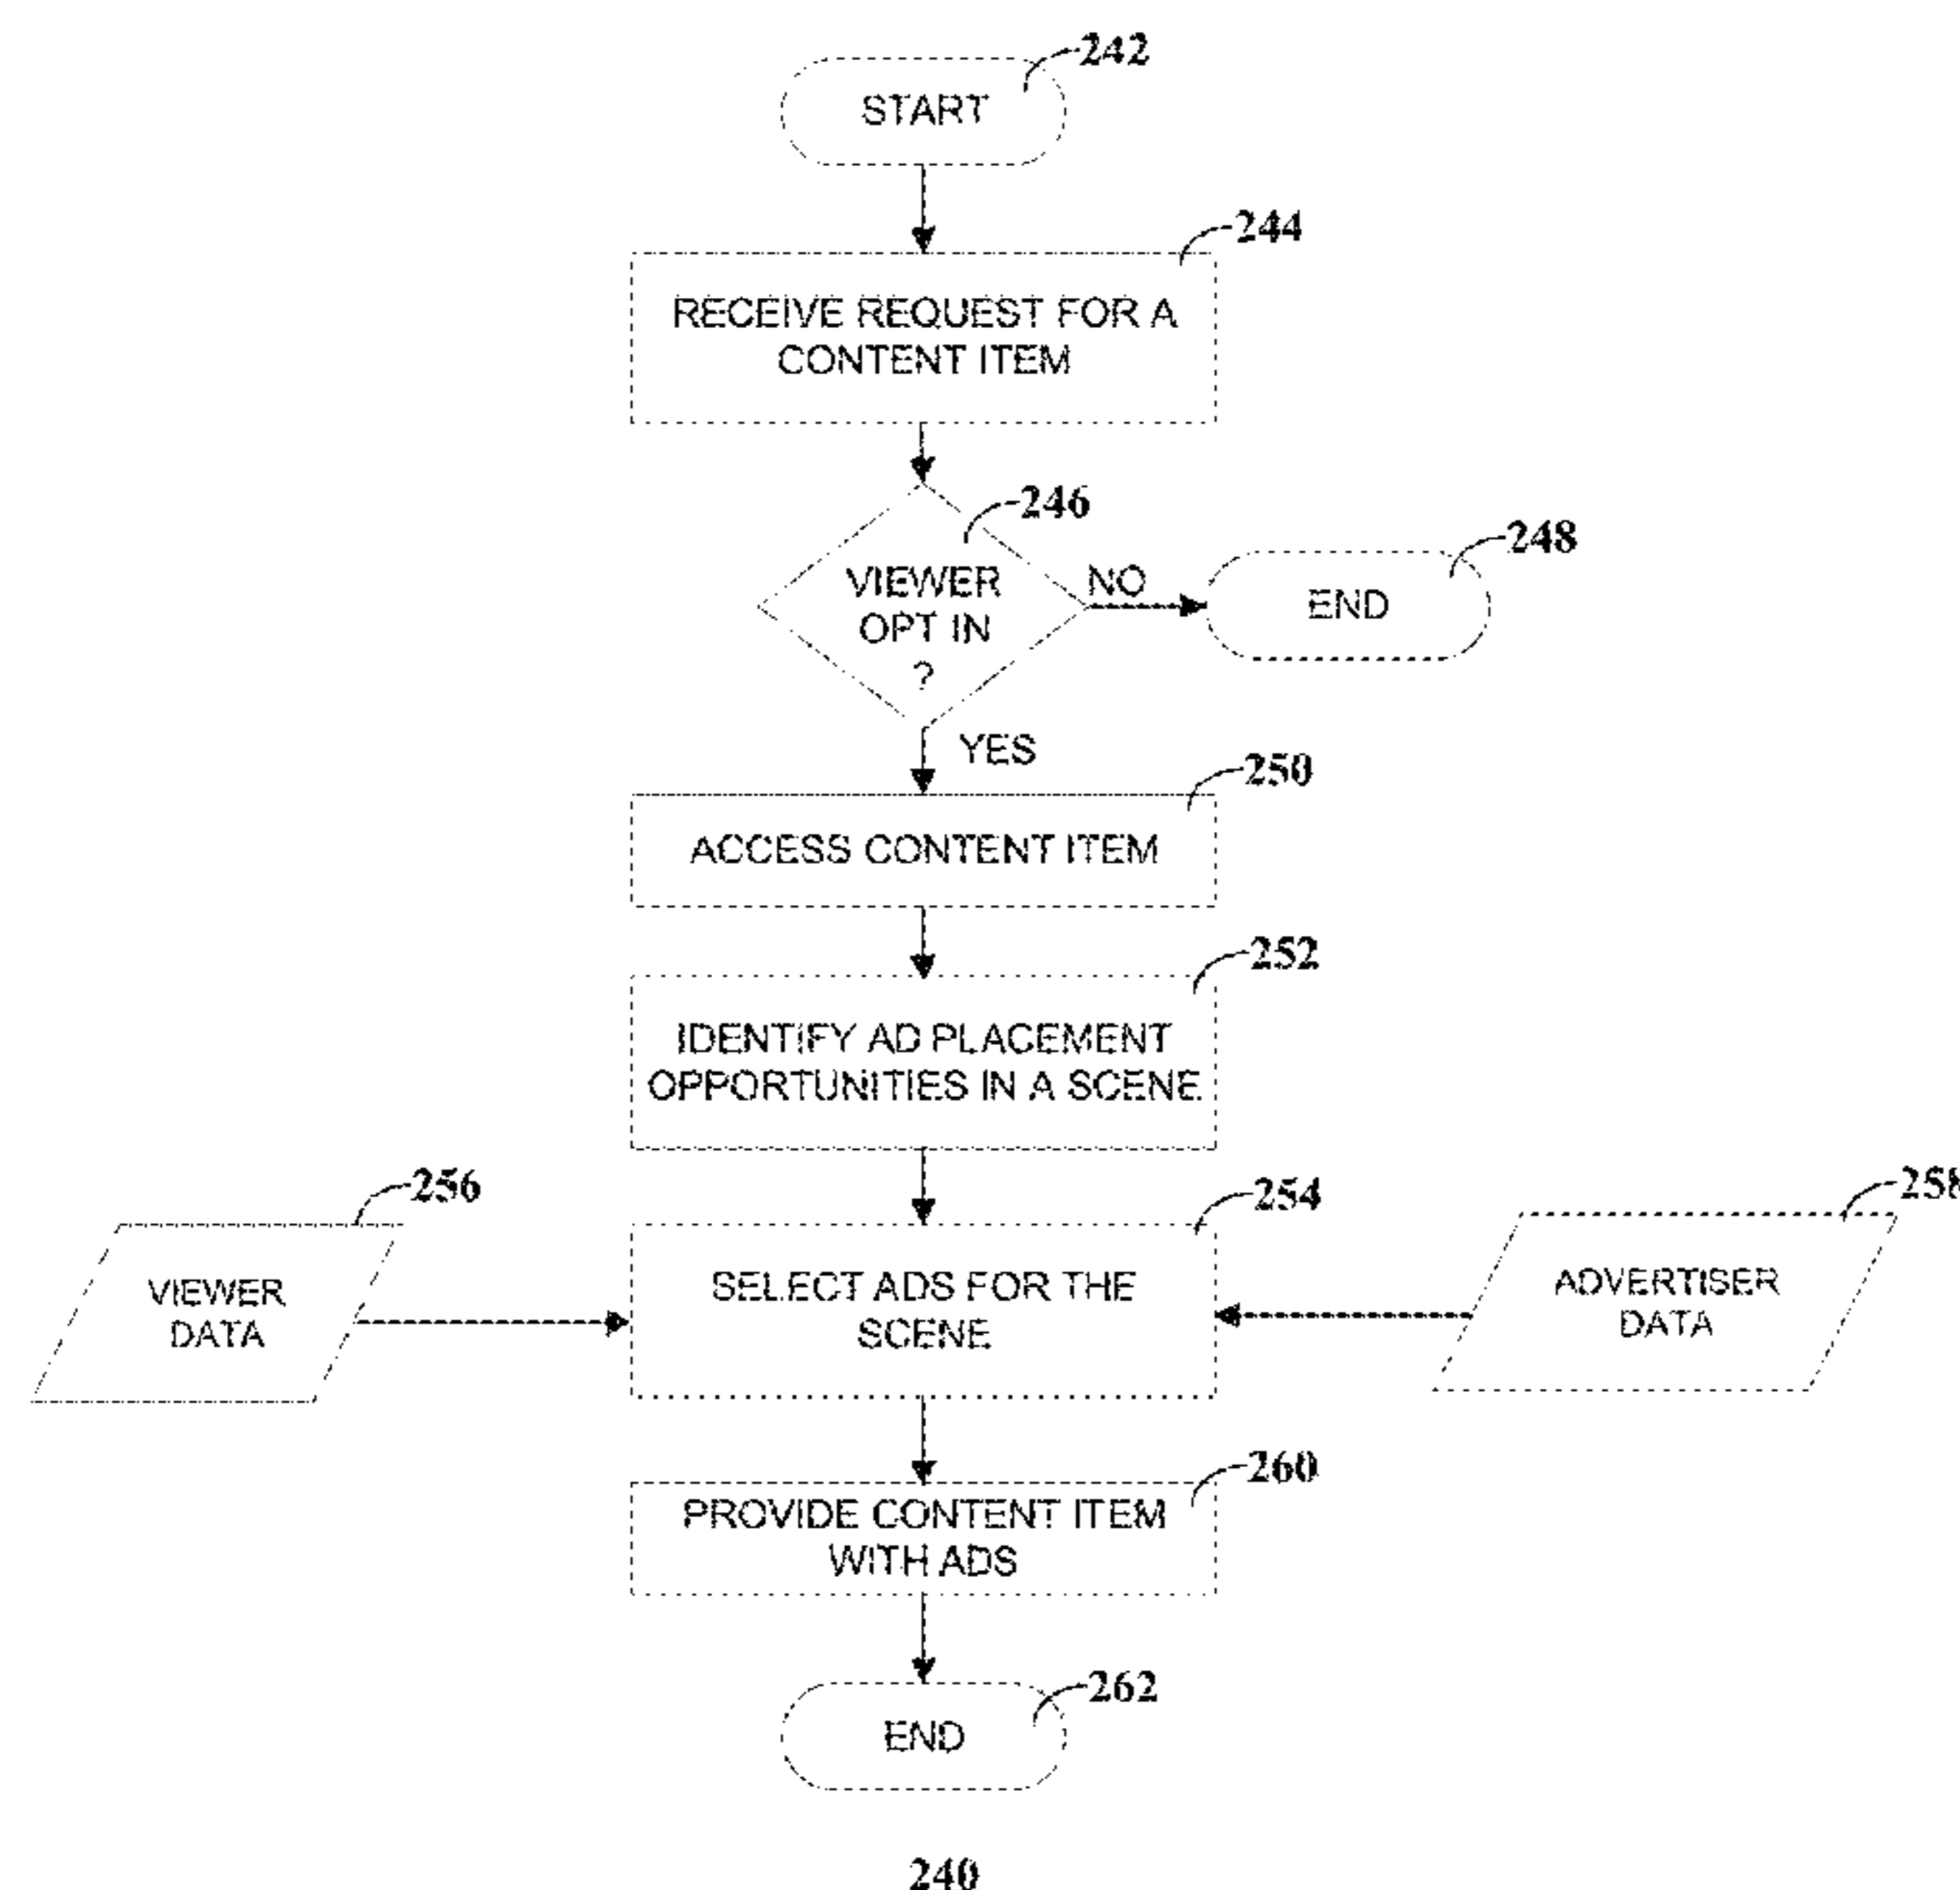 242
START
244
RECEIVE REQUEST FOR A
CONTENT ITEM
246
VIEWER
OPT IN
?
NO
248
END
YES
250
ACCESS CONTENT ITEM
252
IDENTIFY AD PLACEMENT
OPPORTUNITIES IN A SCENE
256
VIEWER
DATA
254
SELECT ADS FOR THE
SCENE
258
ADVERTISER
DATA
260
PROVIDE CONTENT ITEM
WITH ADS
262
END
240